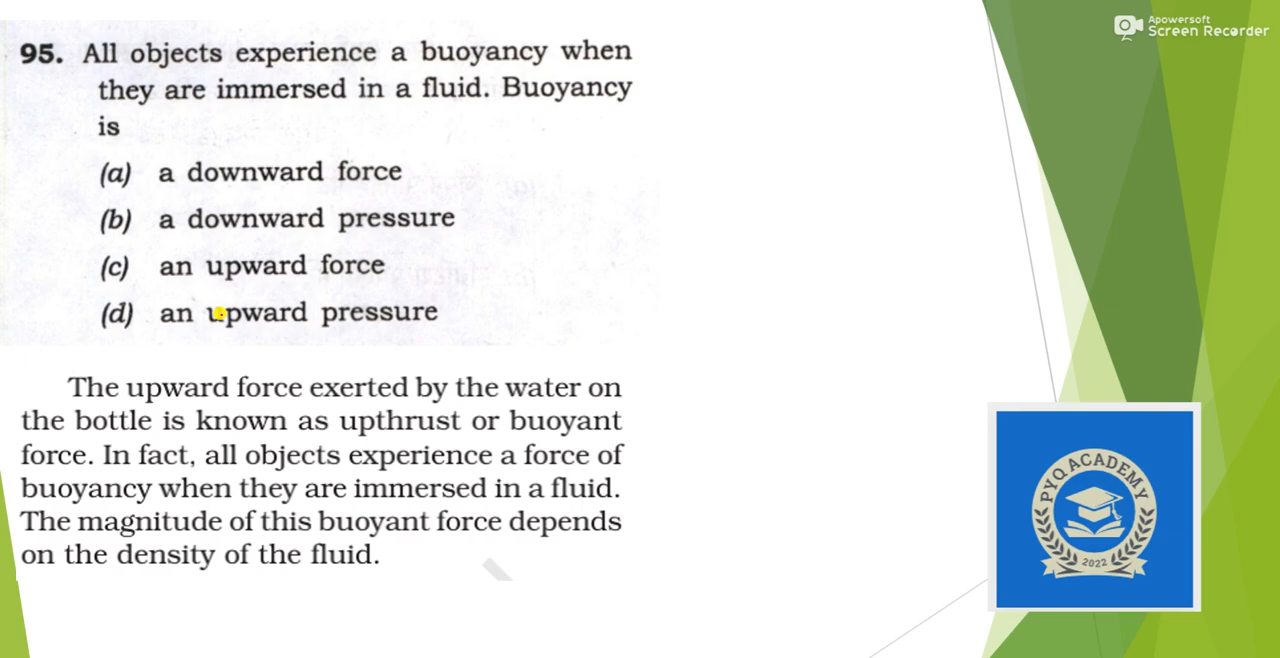 Apowersoft
Screen Recorder
95. All objects experience a buoyancy when
they are immersed in a fluid. Buoyancy
is
(a) a downward force
(b) a downward pressure
(c) an upward force
(d) an upward pressure
The upward force exerted by the water on
the bottle is known as upthrust or buoyant
force. In fact, all objects experience a force of
buoyancy when they are immersed in a fluid.
The magnitude of this buoyant force depends
on the density of the fluid.
PYQ ACADEMY
2022